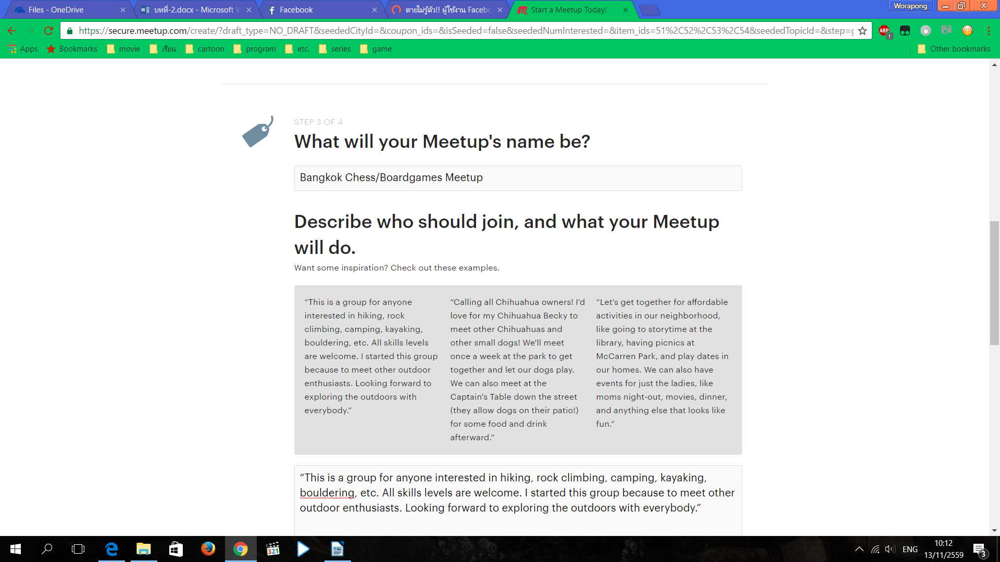 Files - OneDrive
บทที่-2.docx - Microsoft W
Facebook
ตายไม่รู้ตัว!! ผู้ใช้งาน Facebo
Start a Meetup Today!
Worapong
https://secure.meetup.com/create/?draft_type=NO_DRAFT&seededCityId=&coupon_ids=&isSeeded=false&seededNumInterested=&item_ids=51%2C52%2C53%2C54&seededTopicId=&step=g
ABP
1
Apps
Bookmarks
movie
เรียน
cartoon
program
etc.
series
game
Other bookmarks
STEP 3 OF 4
What will your Meetup's name be?
Bangkok Chess/Boardgames Meetup
Describe who should join, and what your Meetup
will do.
Want some inspiration? Check out these examples.
“This is a group for anyone
interested in hiking, rock
climbing, camping, kayaking,
bouldering, etc. All skills levels
are welcome. I started this group
because to meet other outdoor
enthusiasts. Looking forward to
exploring the outdoors with
everybody.”
“Calling all Chihuahua owners! I'd
love for my Chihuahua Becky to
meet other Chihuahuas and
other small dogs! We'll meet
once a week at the park to get
together and let our dogs play.
We can also meet at the
Captain's Table down the street
(they allow dogs on their patio!)
for some food and drink
afterward.”
“Let's get together for affordable
activities in our neighborhood,
like going to storytime at the
library, having picnics at
McCarren Park, and play dates in
our homes. We can also have
events for just the ladies, like
moms night-out, movies, dinner,
and anything else that looks like
fun.”
“This is a group for anyone interested in hiking, rock climbing, camping, kayaking,
bouldering, etc. All skills levels are welcome. I started this group because to meet other
outdoor enthusiasts. Looking forward to exploring the outdoors with everybody.”
321
ENG
10:12
13/11/2559
3